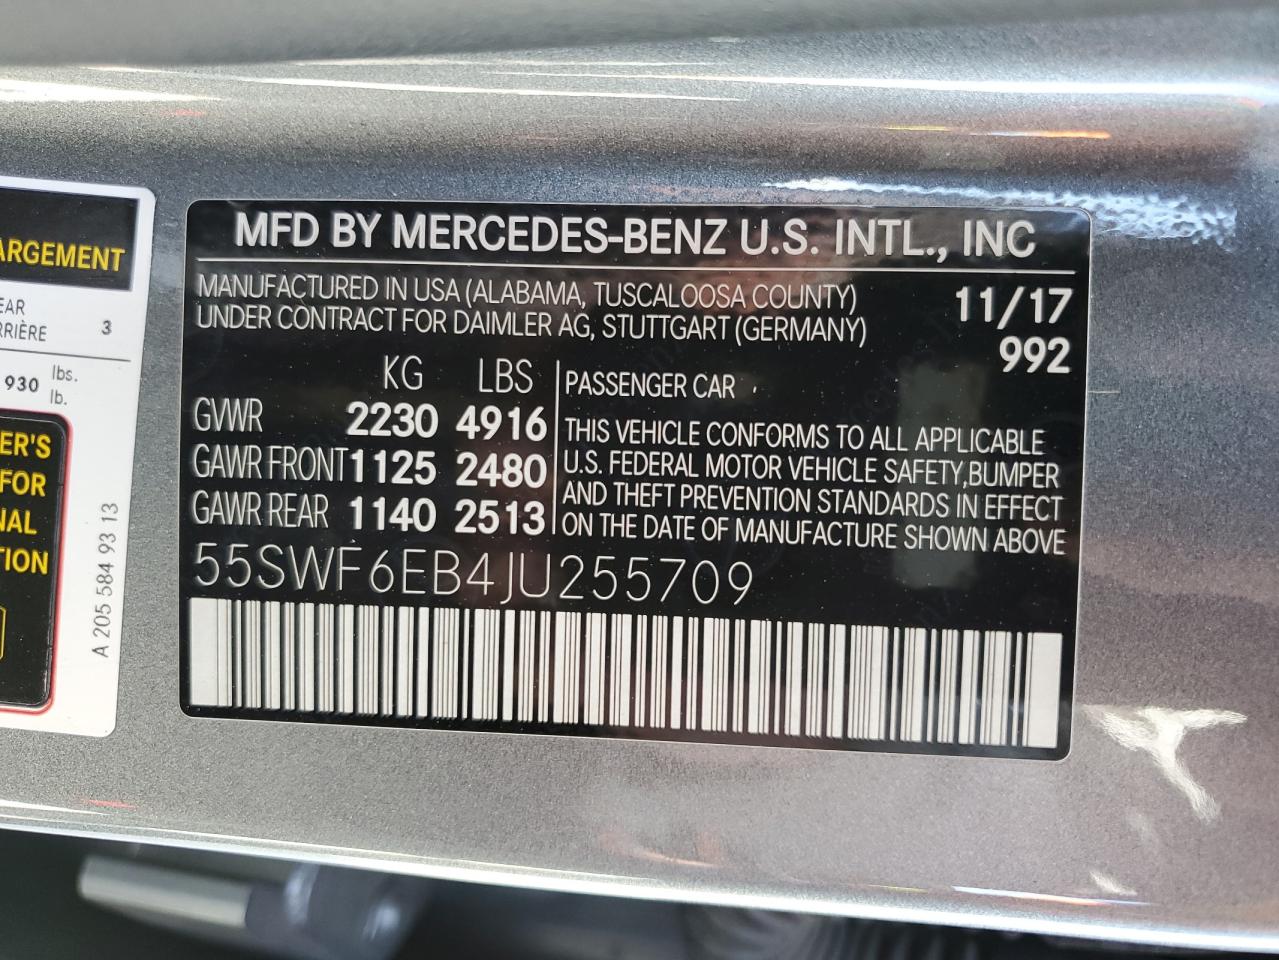 ARGEMENT
EAR
RRIÈRE 3
930 lbs.
lb.
ER'S
FOR
NAL
TION
A 205 584 93 13
MFD BY MERCEDES-BENZ U.S. INTL., INC
MANUFACTURED IN USA (ALABAMA, TUSCALOOSA COUNTY) 11/17
UNDER CONTRACT FOR DAIMLER AG, STUTTGART (GERMANY)
992
KG LBS
GVWR 2230 4916
GAWR FRONT 1125 2480
GAWR REAR 1140 2513
PASSENGER CAR
THIS VEHICLE CONFORMS TO ALL APPLICABLE
U.S. FEDERAL MOTOR VEHICLE SAFETY,BUMPER
AND THEFT PREVENTION STANDARDS IN EFFECT
ON THE DATE OF MANUFACTURE SHOWN ABOVE
55SWF6EB4JU255709